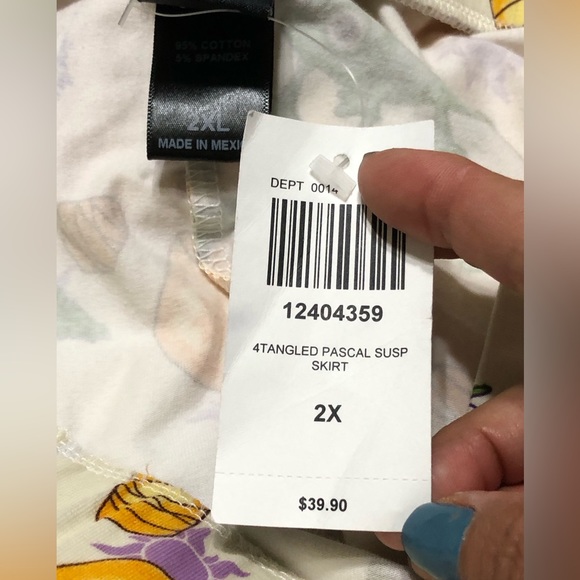 95% COTTON
5% SPANDEX
2XL
MADE IN MEXIC
DEPT 0014
12404359
4TANGLED PASCAL SUSP
SKIRT
2X
$39.90